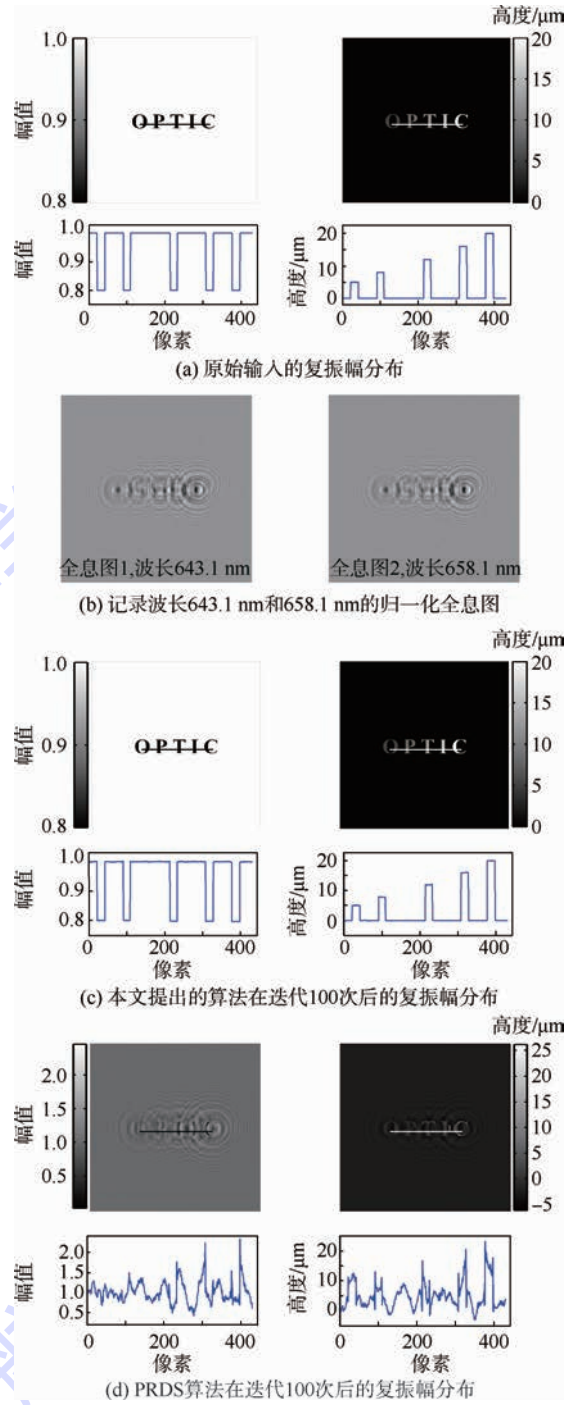 高度/μm
1.0
0.9
0.8
幅值
OPTIC
OPTIC
20
15
10
5
0
幅值
1.0
0.9
0.8
0
200
400
像素
高度/μm
20
10
0
0
200
400
像素
(a) 原始输入的复振幅分布
全息图1,波长643.1 nm
全息图2,波长658.1 nm
(b) 记录波长643.1 nm和658.1 nm的归一化全息图
高度/μm
1.0
0.9
0.8
幅值
OPTIC
OPTIC
20
15
10
5
0
幅值
1.0
0.9
0.8
0
200
400
像素
高度/μm
20
10
0
0
200
400
像素
(c) 本文提出的算法在迭代100次后的复振幅分布
高度/μm
2.0
1.5
1.0
0.5
幅值
OPTIC
25
20
15
10
5
0
−5
幅值
2.0
1.5
1.0
0.5
0
200
400
像素
高度/μm
20
10
0
0
200
400
像素
(d) PRDS算法在迭代100次后的复振幅分布